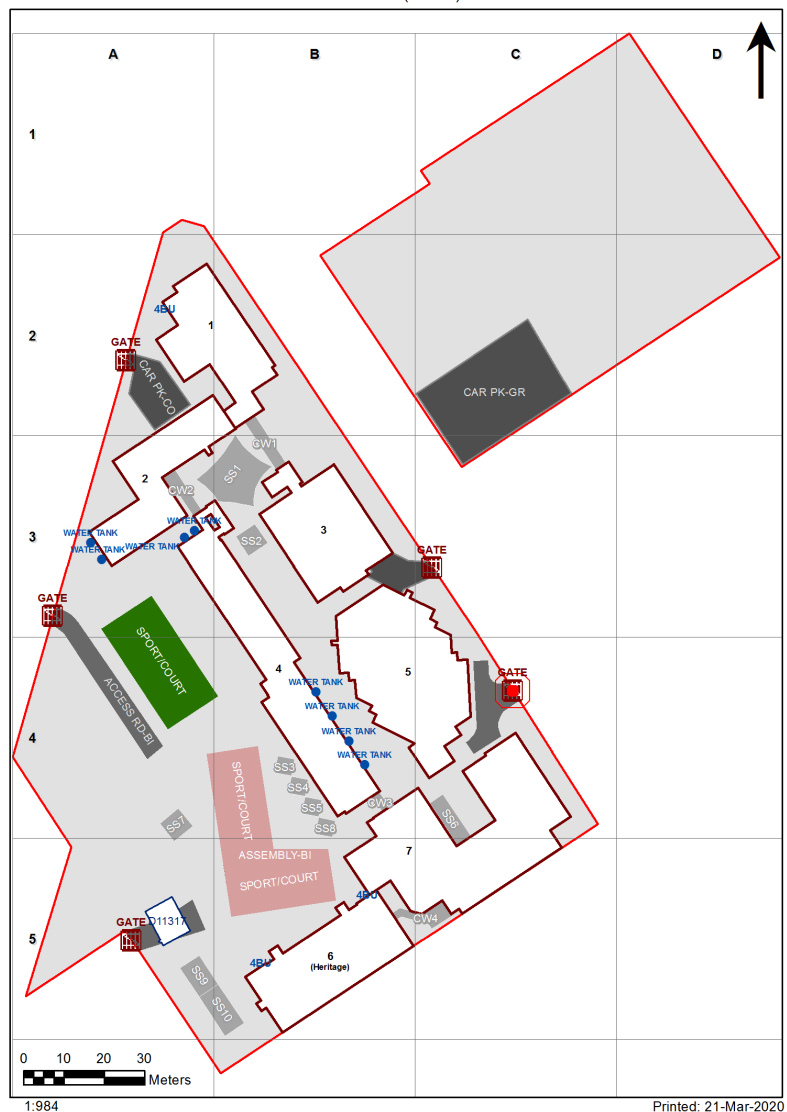 A
B
C
D
1
4BU
1
2
GATE
CAR PK-CO
CAR PK-GR
CW1
2
SS1
CW2
WATER TANK
3
WATER TANK
WATER TANK
WATER TANK
SS2
3
GATE
GATE
SPORT/COURT
ACCESS RD-BI
4
5
GATE
WATER TANK
WATER TANK
WATER TANK
WATER TANK
4
SS3
SS4
SS5
SS8
SPORT/COURT
CW3
SS6
SS7
7
ASSEMBLY-BI
SPORT/COURT
4BU
GATE
D11317
CW4
5
6
(Heritage)
4BU
SS9
SS10
0 10 20 30
Meters
1:984
Printed: 21-Mar-2020